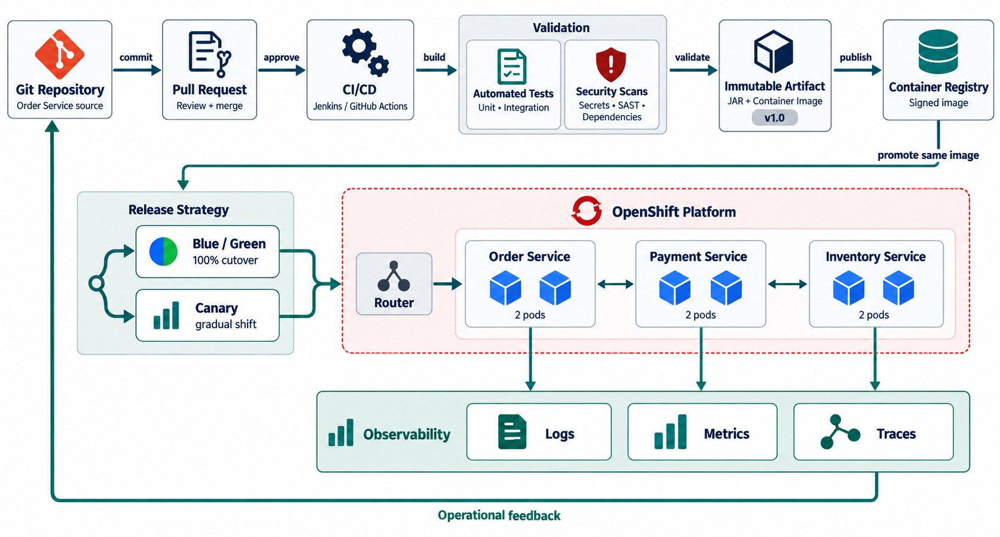 Git Repository
Order Service source
commit
Pull Request
Review + merge
approve
CI/CD
Jenkins / GitHub Actions
build
Validation
Automated Tests
Unit • Integration
Security Scans
Secrets • SAST •
Dependencies
validate
Immutable Artifact
JAR + Container Image
v1.0
publish
Container Registry
Signed image
promote same image
Release Strategy
Blue / Green
100% cutover
Canary
gradual shift
OpenShift Platform
Router
Order Service
2 pods
Payment Service
2 pods
Inventory Service
2 pods
Observability
Logs
Metrics
Traces
Operational feedback